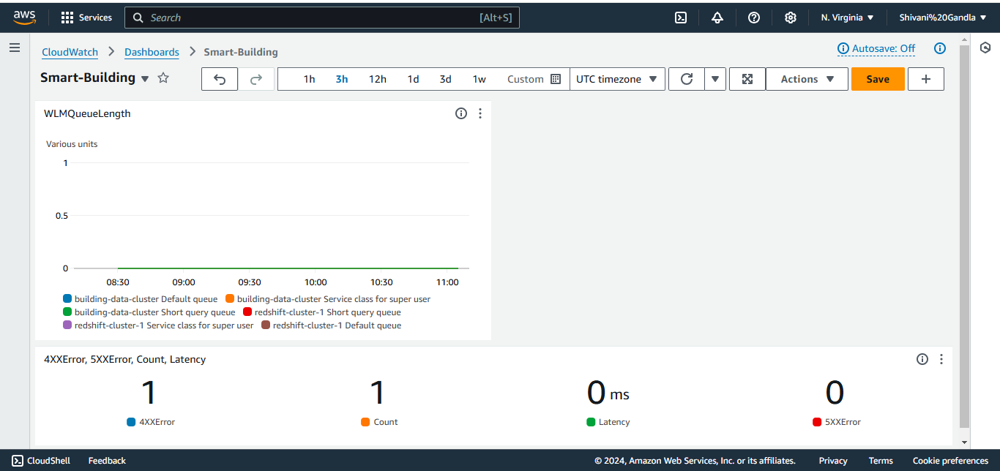 aws Services Search [Alt+S] N. Virginia Shivani%20Gandla
CloudWatch Dashboards Smart-Building Autosave: Off
Smart-Building 1h 3h 12h 1d 3d 1w Custom UTC timezone Actions Save
WLMQueueLength
Various units
1
0.5
0
08:30 09:00 09:30 10:00 10:30 11:00
building-data-cluster Default queue building-data-cluster Service class for super user
building-data-cluster Short query queue redshift-cluster-1 Short query queue
redshift-cluster-1 Service class for super user redshift-cluster-1 Default queue
4XXError, 5XXError, Count, Latency
1 1 0 ms 0
4XXError Count Latency 5XXError
CloudShell Feedback © 2024, Amazon Web Services, Inc. or its affiliates. Privacy Terms Cookie preferences